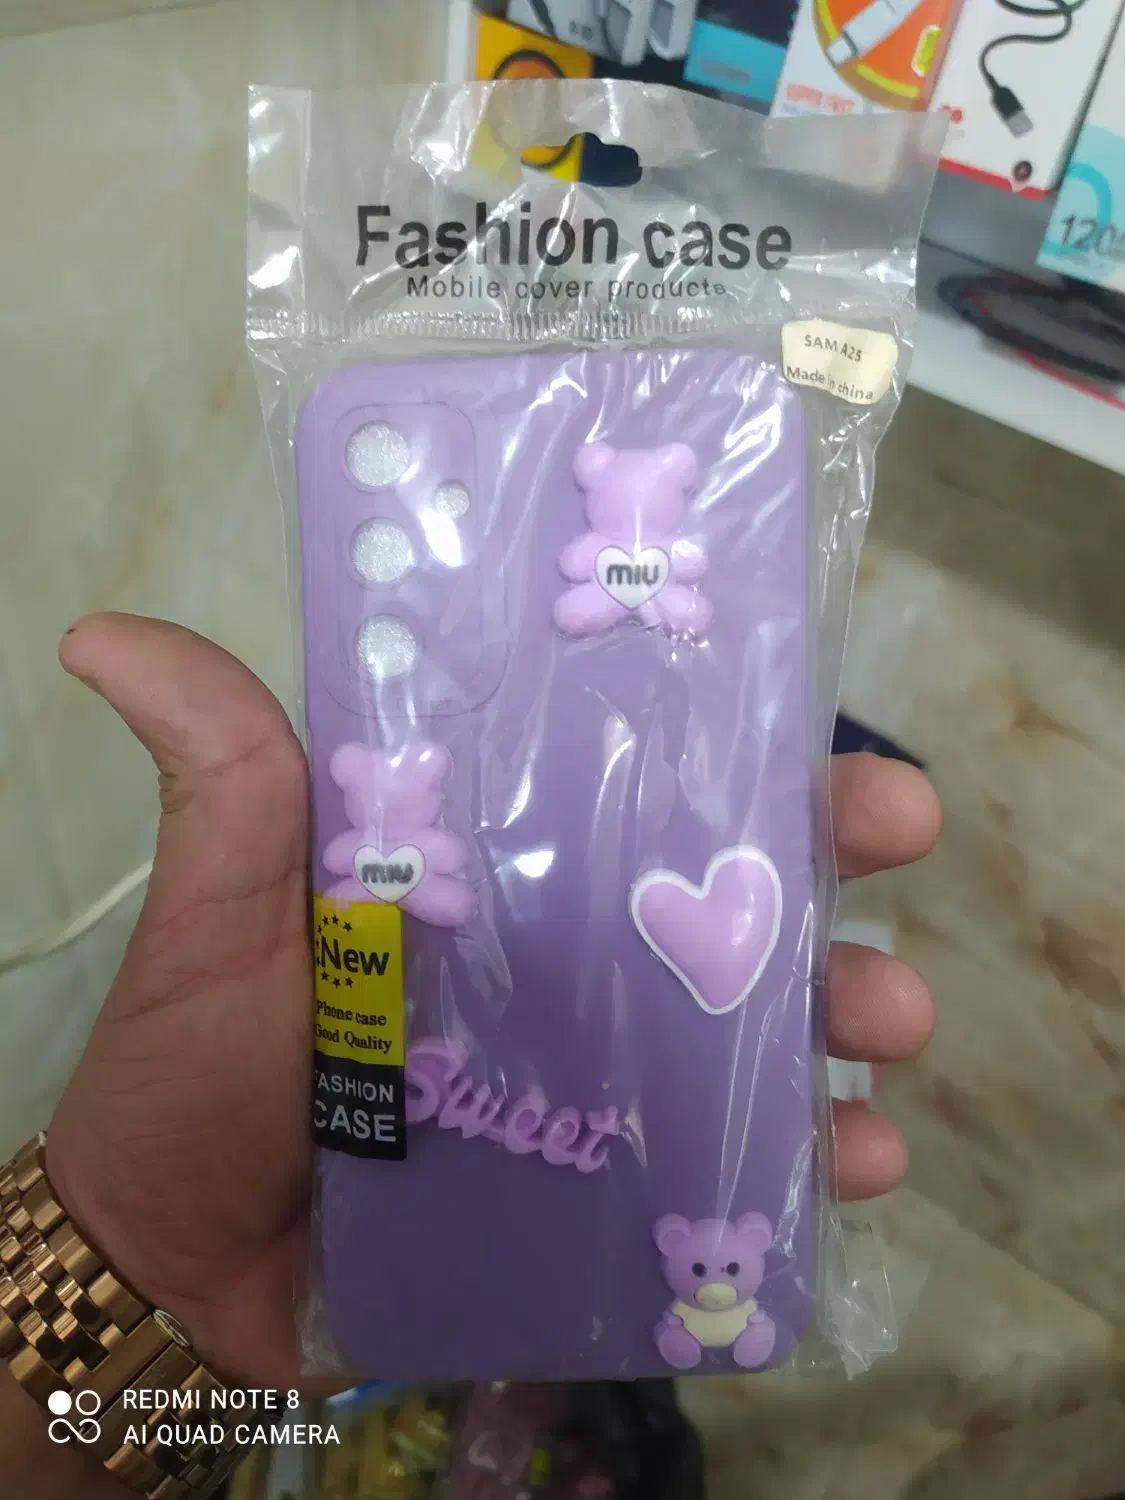 Fashion case
Mobile cover products
SAM A25
Made in china
miu
miu
New
Phone case
Good Quality
FASHION
CASE
Sweet
120
REDMI NOTE 8
AI QUAD CAMERA